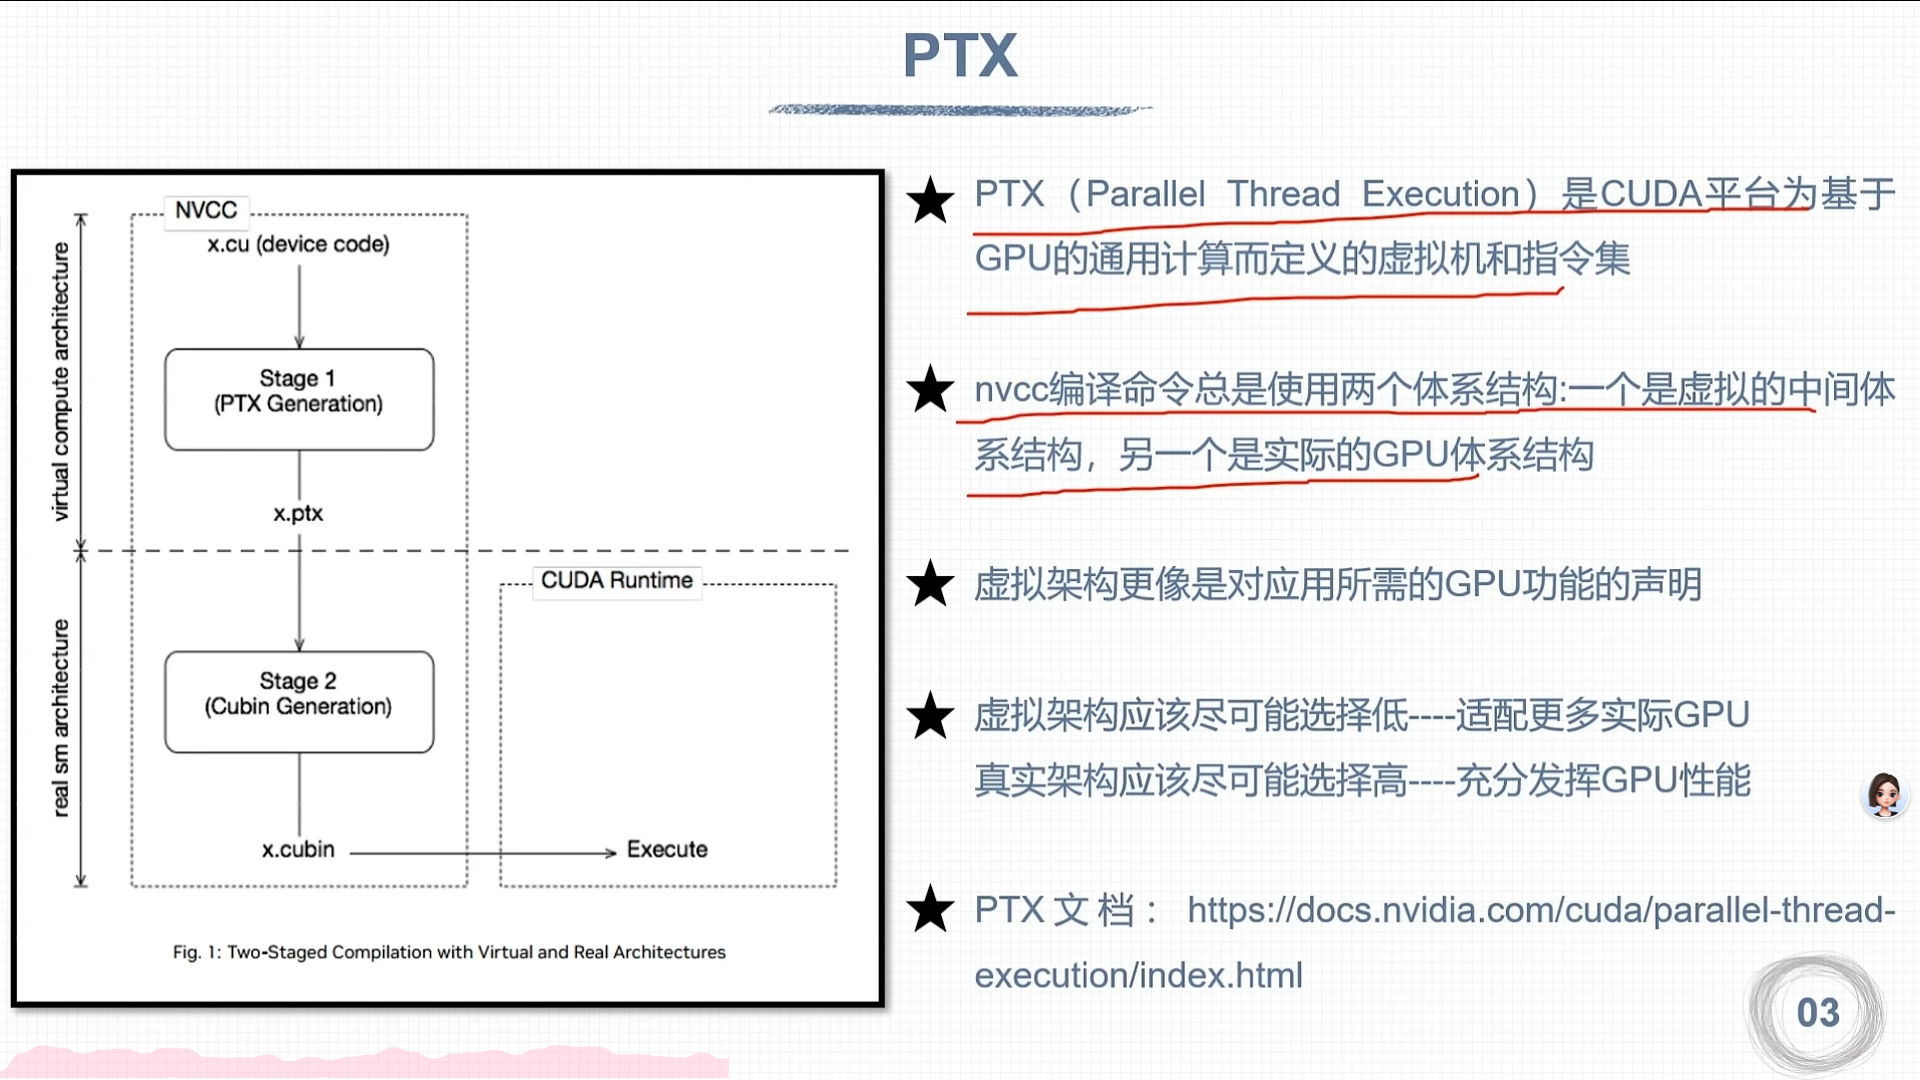 PTX
NVCC
x.cu (device code)
Stage 1
(PTX Generation)
x.ptx
virtual compute architecture
CUDA Runtime
Stage 2
(Cubin Generation)
x.cubin
Execute
real sm architecture
Fig. 1: Two-Staged Compilation with Virtual and Real Architectures
PTX（Parallel Thread Execution）是CUDA平台为基于
GPU的通用计算而定义的虚拟机和指令集
nvcc编译命令总是使用两个体系结构:一个是虚拟的中间体
系结构，另一个是实际的GPU体系结构
虚拟架构更像是对应用所需的GPU功能的声明
虚拟架构应该尽可能选择低----适配更多实际GPU
真实架构应该尽可能选择高----充分发挥GPU性能
PTX文档：https://docs.nvidia.com/cuda/parallel-thread-
execution/index.html
03